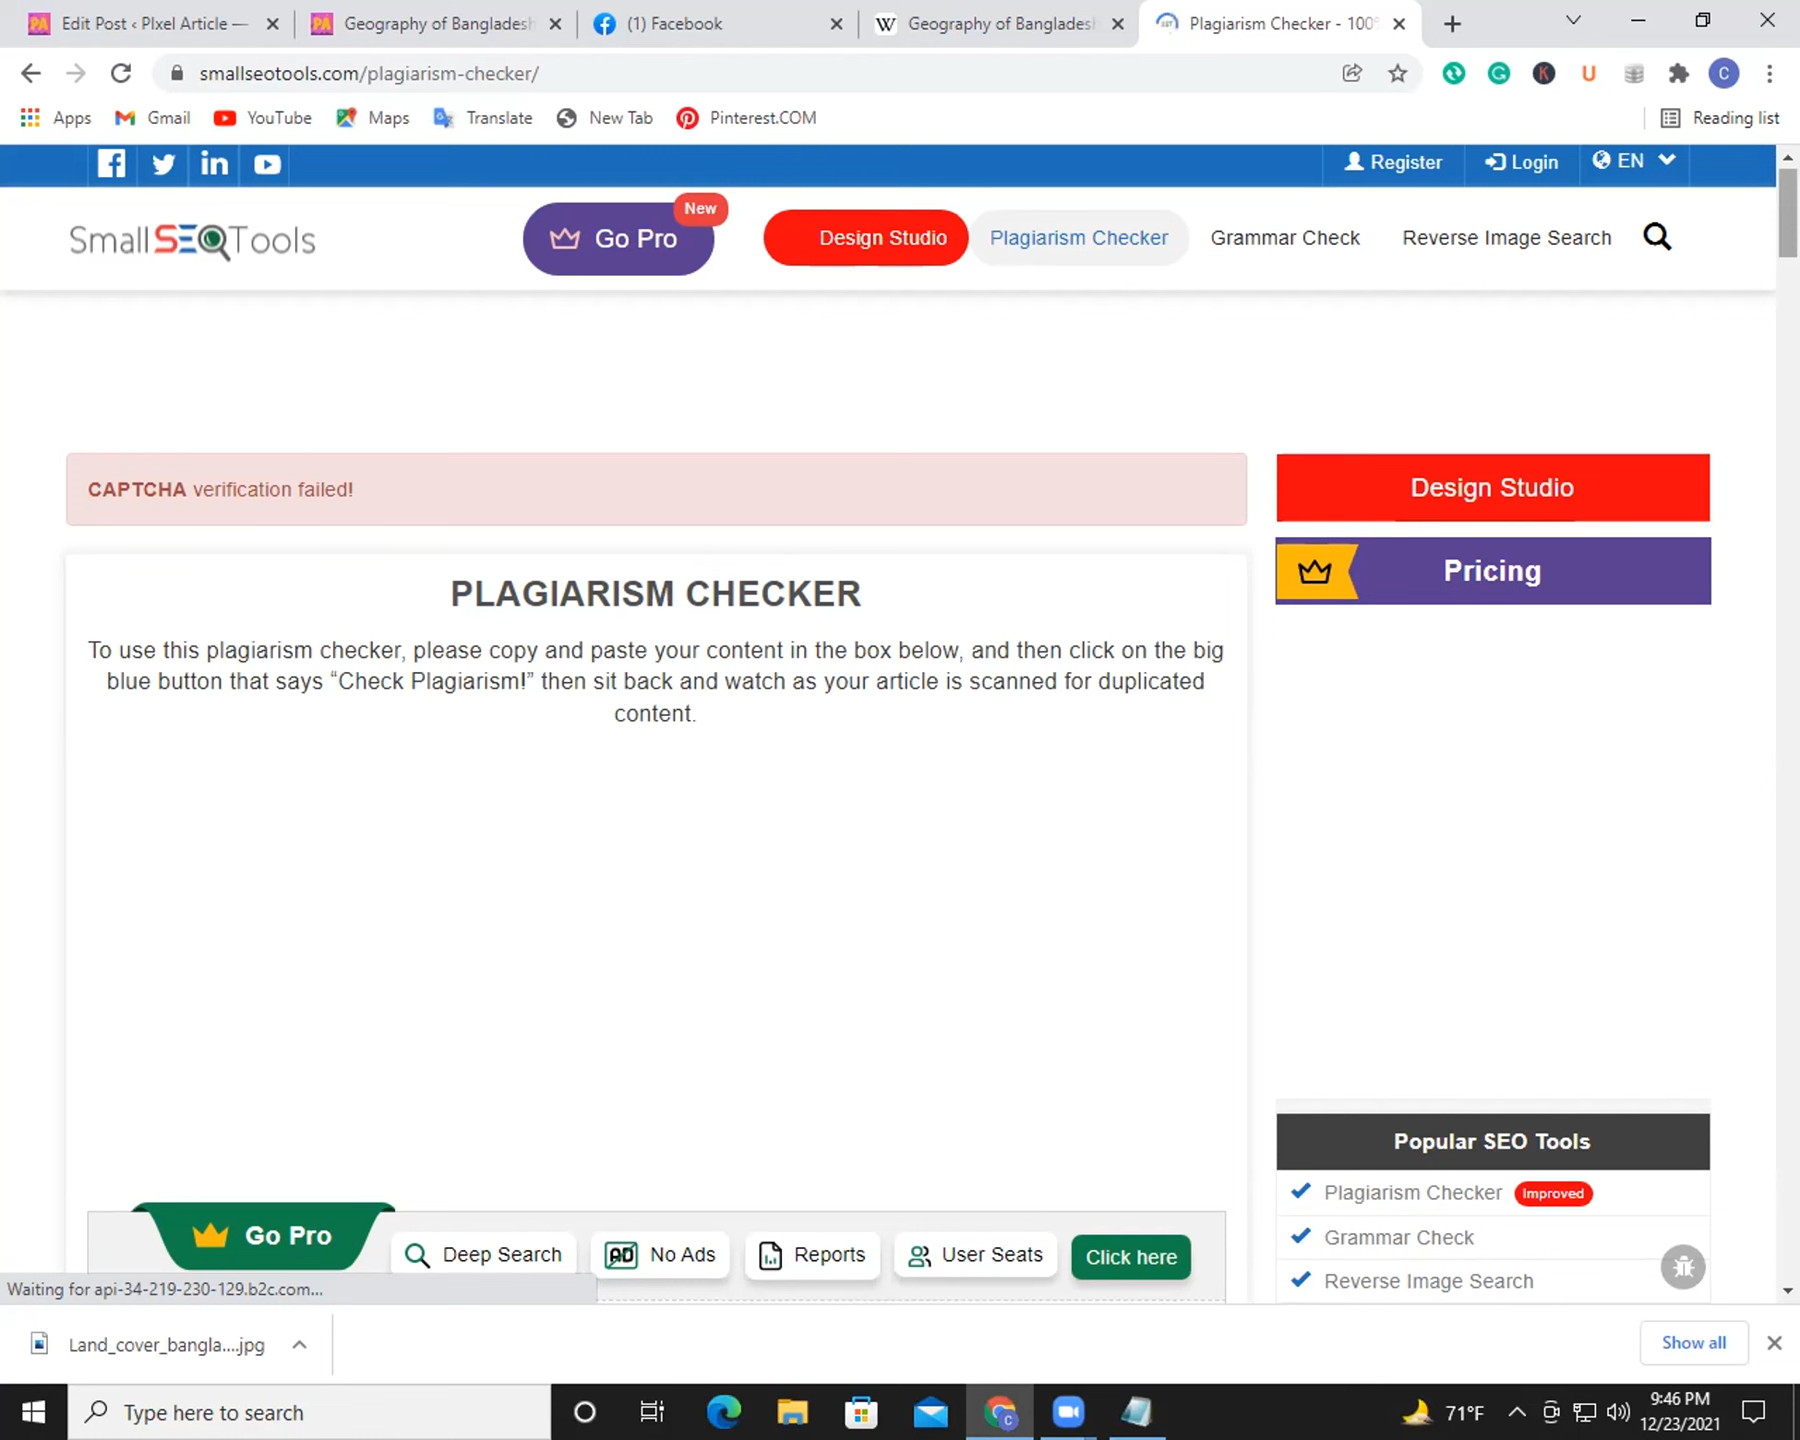 Edit Post ‹ PIxel Article —
Geography of Bangladesh
(1) Facebook
W Geography of Bangladesh
Plagiarism Checker - 100%
smallseotools.com/plagiarism-checker/
C
Apps
Gmail
YouTube
Maps
Translate
New Tab
Pinterest.COM
Reading list
Register
Login
EN
SmallSEOTools
Go Pro
New
Design Studio
Plagiarism Checker
Grammar Check
Reverse Image Search
CAPTCHA verification failed!
Design Studio
Pricing
PLAGIARISM CHECKER
To use this plagiarism checker, please copy and paste your content in the box below, and then click on the big
blue button that says “Check Plagiarism!” then sit back and watch as your article is scanned for duplicated
content.
Popular SEO Tools
Plagiarism Checker Improved
Grammar Check
Reverse Image Search
Go Pro
Deep Search
AD No Ads
Reports
User Seats
Click here
Waiting for api-34-219-230-129.b2c.com...
Land_cover_bangla....jpg
Show all
Type here to search
71°F
9:46 PM
12/23/2021